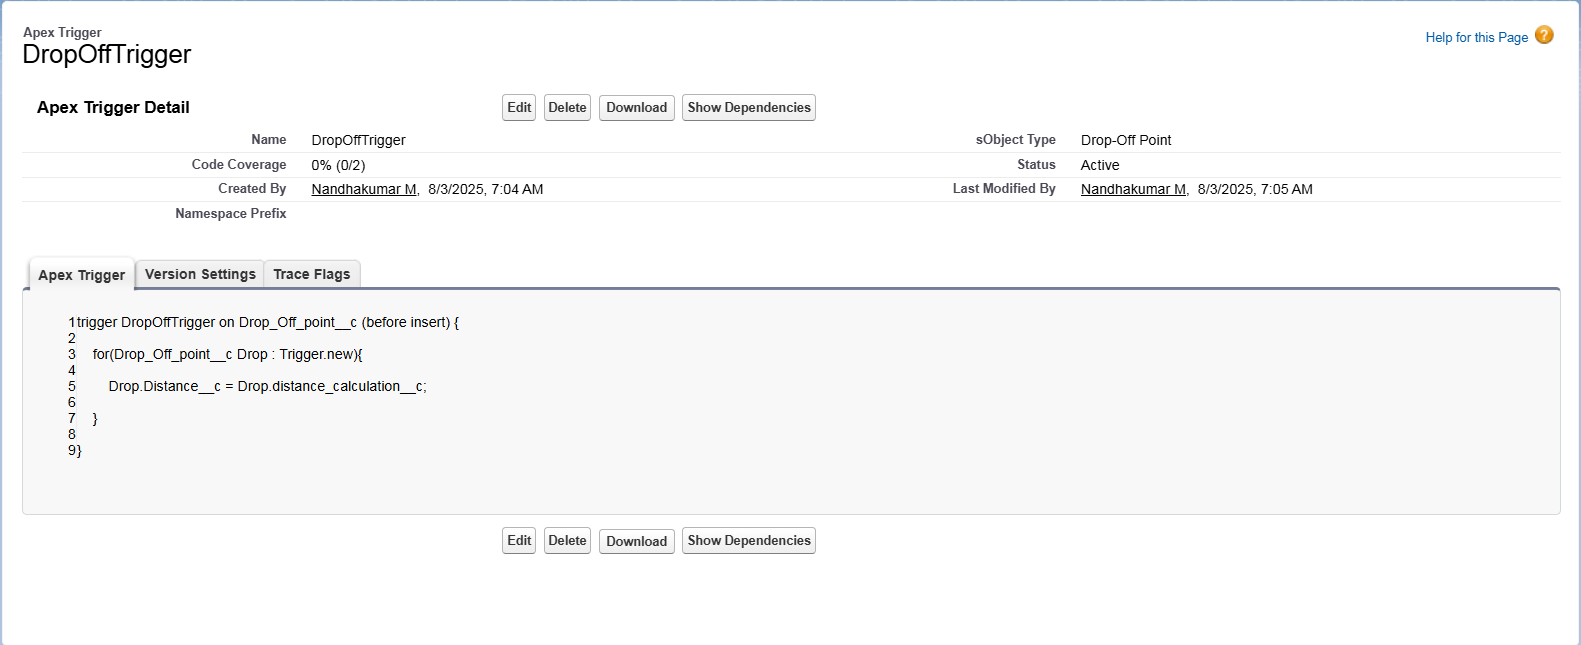 Apex Trigger
DropOffTrigger
Help for this Page ?
Apex Trigger Detail
Edit Delete Download Show Dependencies
Name DropOffTrigger sObject Type Drop-Off Point
Code Coverage 0% (0/2) Status Active
Created By Nandhakumar M, 8/3/2025, 7:04 AM Last Modified By Nandhakumar M, 8/3/2025, 7:05 AM
Namespace Prefix
Apex Trigger Version Settings Trace Flags
1 trigger DropOffTrigger on Drop_Off_point__c (before insert) {
2
3 for(Drop_Off_point__c Drop : Trigger.new){
4
5 Drop.Distance__c = Drop.distance_calculation__c;
6
7 }
8
9 }
Edit Delete Download Show Dependencies